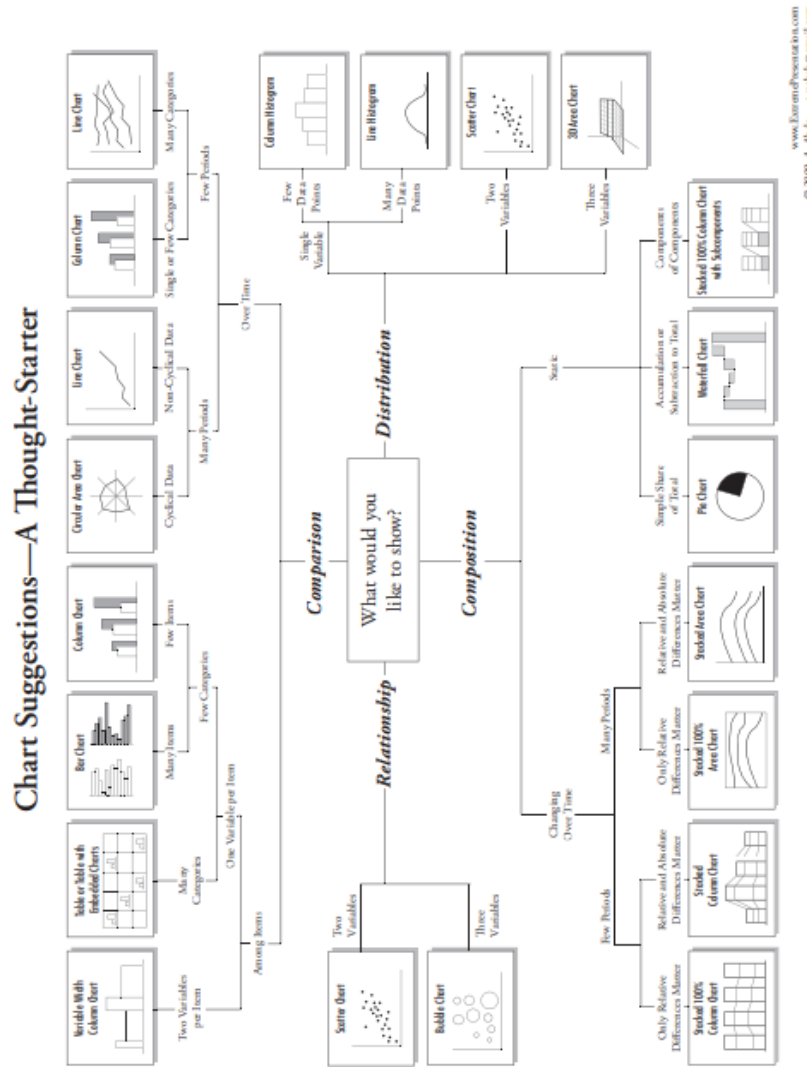 Chart Suggestions—A Thought-Starter
Variable Width
Column Chart
Table or Table with
Embedded Charts
Bar Chart
Column Chart
Circular Area Chart
Line Chart
Column Chart
Line Chart
Two Variables
per Item
Many
Categories
Many Items
Few Items
Cyclical Data
Non-Cyclical Data
Single or Few Categories
Many Categories
Few Categories
Many Periods
Few Periods
One Variable per Item
Among Items
Over Time
Comparison
What would you
like to show?
Relationship
Two
Variables
Scatter Chart
Three
Variables
Bubble Chart
Distribution
Single
Variable
Few
Data
Points
Column Histogram
Many
Data
Points
Line Histogram
Two
Variables
Scatter Chart
Three
Variables
3D Area Chart
Composition
Changing
Over Time
Static
Few Periods
Many Periods
Only Relative
Differences Matter
Relative and Absolute
Differences Matter
Only Relative
Differences Matter
Relative and Absolute
Differences Matter
Simple Share
of Total
Accumulation or
Subtraction to Total
Components
of Components
Stacked 100%
Column Chart
Stacked
Column Chart
Stacked 100%
Area Chart
Stacked Area Chart
Pie Chart
Waterfall Chart
Stacked 100% Column Chart
with Subcomponents
www.ExtremePresentation.com